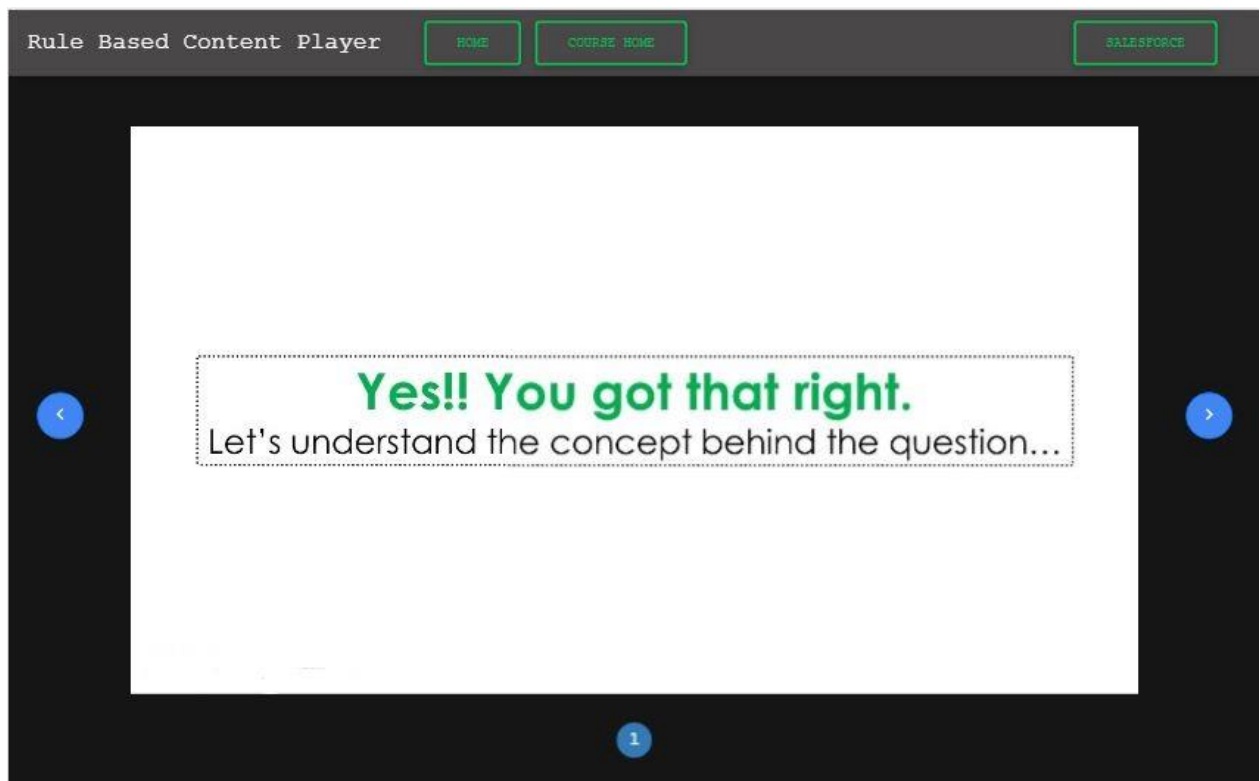 Rule Based Content Player HOME COURSE HOME SALESFORCE
Yes!! You got that right.
Let's understand the concept behind the question...
1